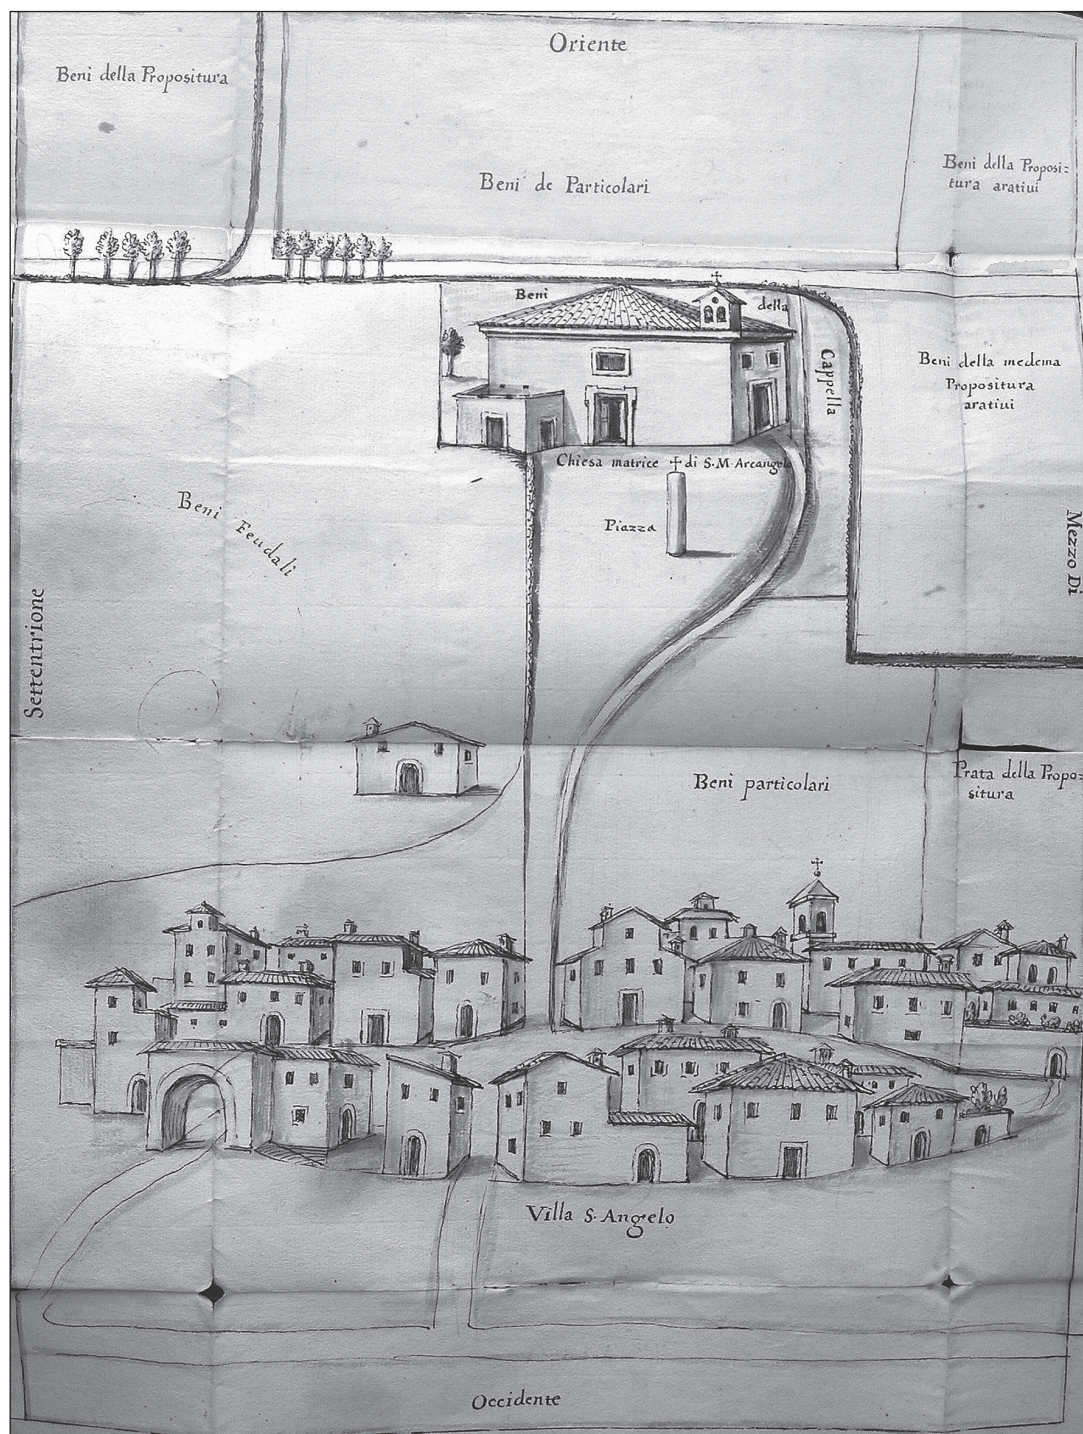 Oriente
Beni della Propositura
Beni de Particolari
Beni della Proposi=
tura aratiui
Beni della
Cappella
Beni della medema
Propositura
aratiui
Chiesa matrice di S. M. Arcangelo
Piazza
Beni Feudali
Mezzo Di
Settentrione
Beni particolari
Prata della Propo=
situra
Villa S. Angelo
Occidente